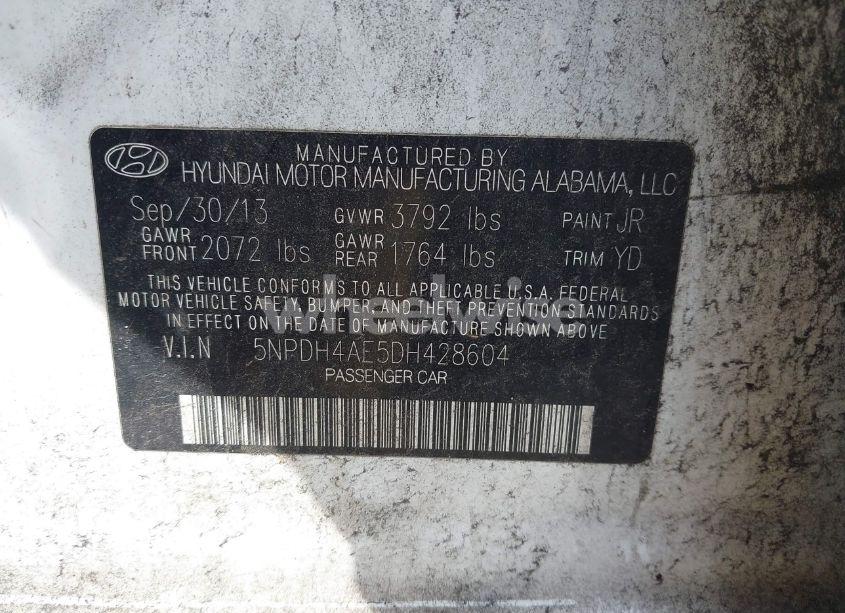 MANUFACTURED BY
HYUNDAI MOTOR MANUFACTURING ALABAMA, LLC
Sep/30/13 GVWR 3792 lbs PAINT JR
GAWR FRONT 2072 lbs GAWR REAR 1764 lbs TRIM YD
THIS VEHICLE CONFORMS TO ALL APPLICABLE U.S.A. FEDERAL
MOTOR VEHICLE SAFETY, BUMPER, AND THEFT PREVENTION STANDARDS
IN EFFECT ON THE DATE OF MANUFACTURE SHOWN ABOVE.
V.I.N 5NPDH4AE5DH428604
PASSENGER CAR